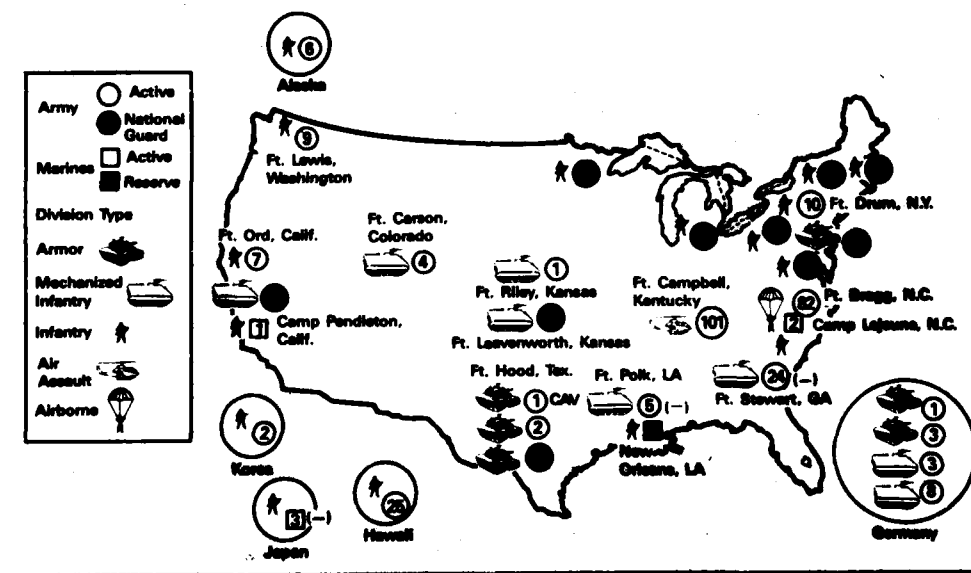 6
Alaska
Army
Active
National
Guard
Marines
Active
Reserve
Division Type
Armor
Mechanized
Infantry
Infantry
Air
Assault
Airborne
9
Ft. Lewis,
Washington
Ft. Ord, Calif.
7
1 Camp Pendleton,
Calif.
Ft. Carson,
Colorado
4
1
Ft. Riley, Kansas
Ft. Leavenworth, Kansas
Ft. Campbell,
Kentucky
101
10 Ft. Drum, N.Y.
82 Ft. Bragg, N.C.
2 Camp Lejeune, N.C.
24 (-)
Ft. Stewart, GA
Ft. Hood, Tex.
1 CAV
2
Ft. Polk, LA
5 (-)
New
Orleans, LA
2
Korea
3 (-)
Japan
25
Hawaii
1
3
3
8
Germany